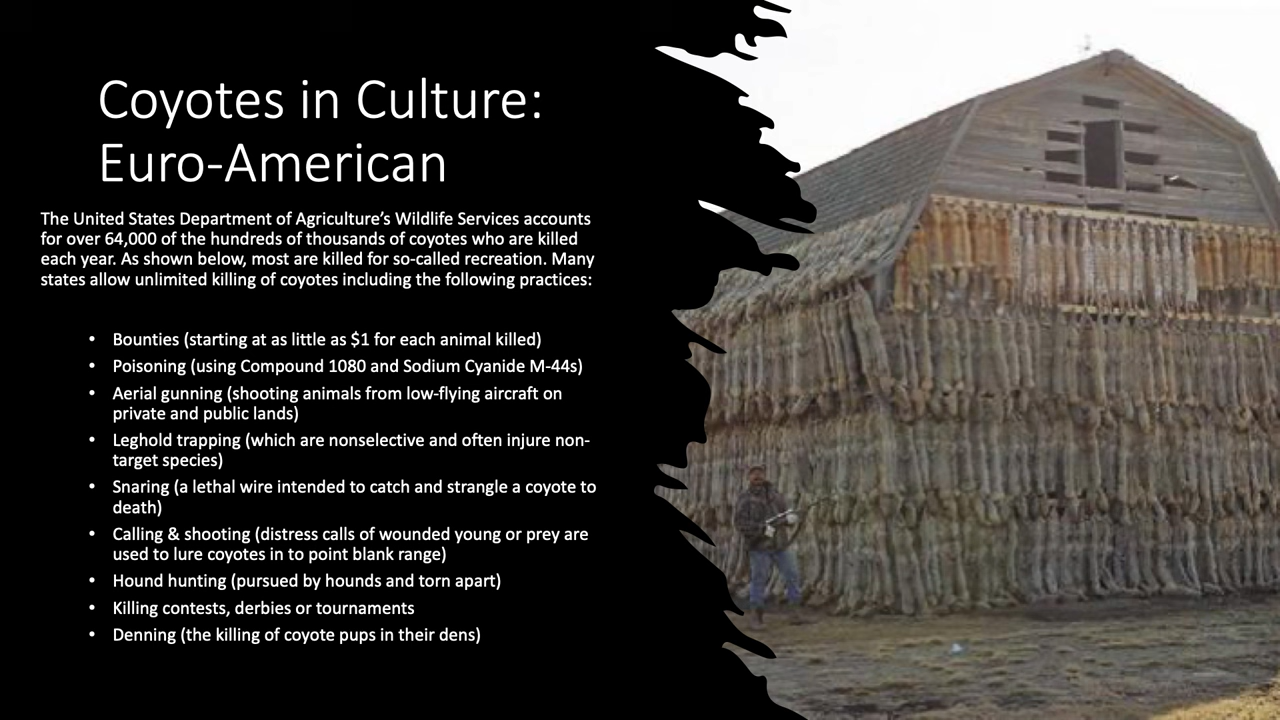 Coyotes in Culture:
Euro-American
The United States Department of Agriculture’s Wildlife Services accounts
for over 64,000 of the hundreds of thousands of coyotes who are killed
each year. As shown below, most are killed for so-called recreation. Many
states allow unlimited killing of coyotes including the following practices:
• Bounties (starting at as little as $1 for each animal killed)
• Poisoning (using Compound 1080 and Sodium Cyanide M-44s)
• Aerial gunning (shooting animals from low-flying aircraft on
private and public lands)
• Leghold trapping (which are nonselective and often injure non-
target species)
• Snaring (a lethal wire intended to catch and strangle a coyote to
death)
• Calling & shooting (distress calls of wounded young or prey are
used to lure coyotes in to point blank range)
• Hound hunting (pursued by hounds and torn apart)
• Killing contests, derbies or tournaments
• Denning (the killing of coyote pups in their dens)